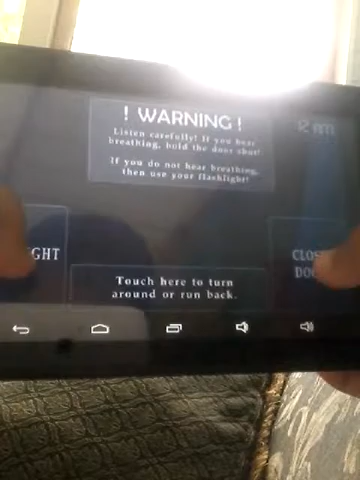 ! WARNING !
Listen carefully! If you hear
breathing, hold the door shut!
If you do not hear breathing,
then use your flashlight!
GHT
CLOS
DOO
Touch here to turn
around or run back.